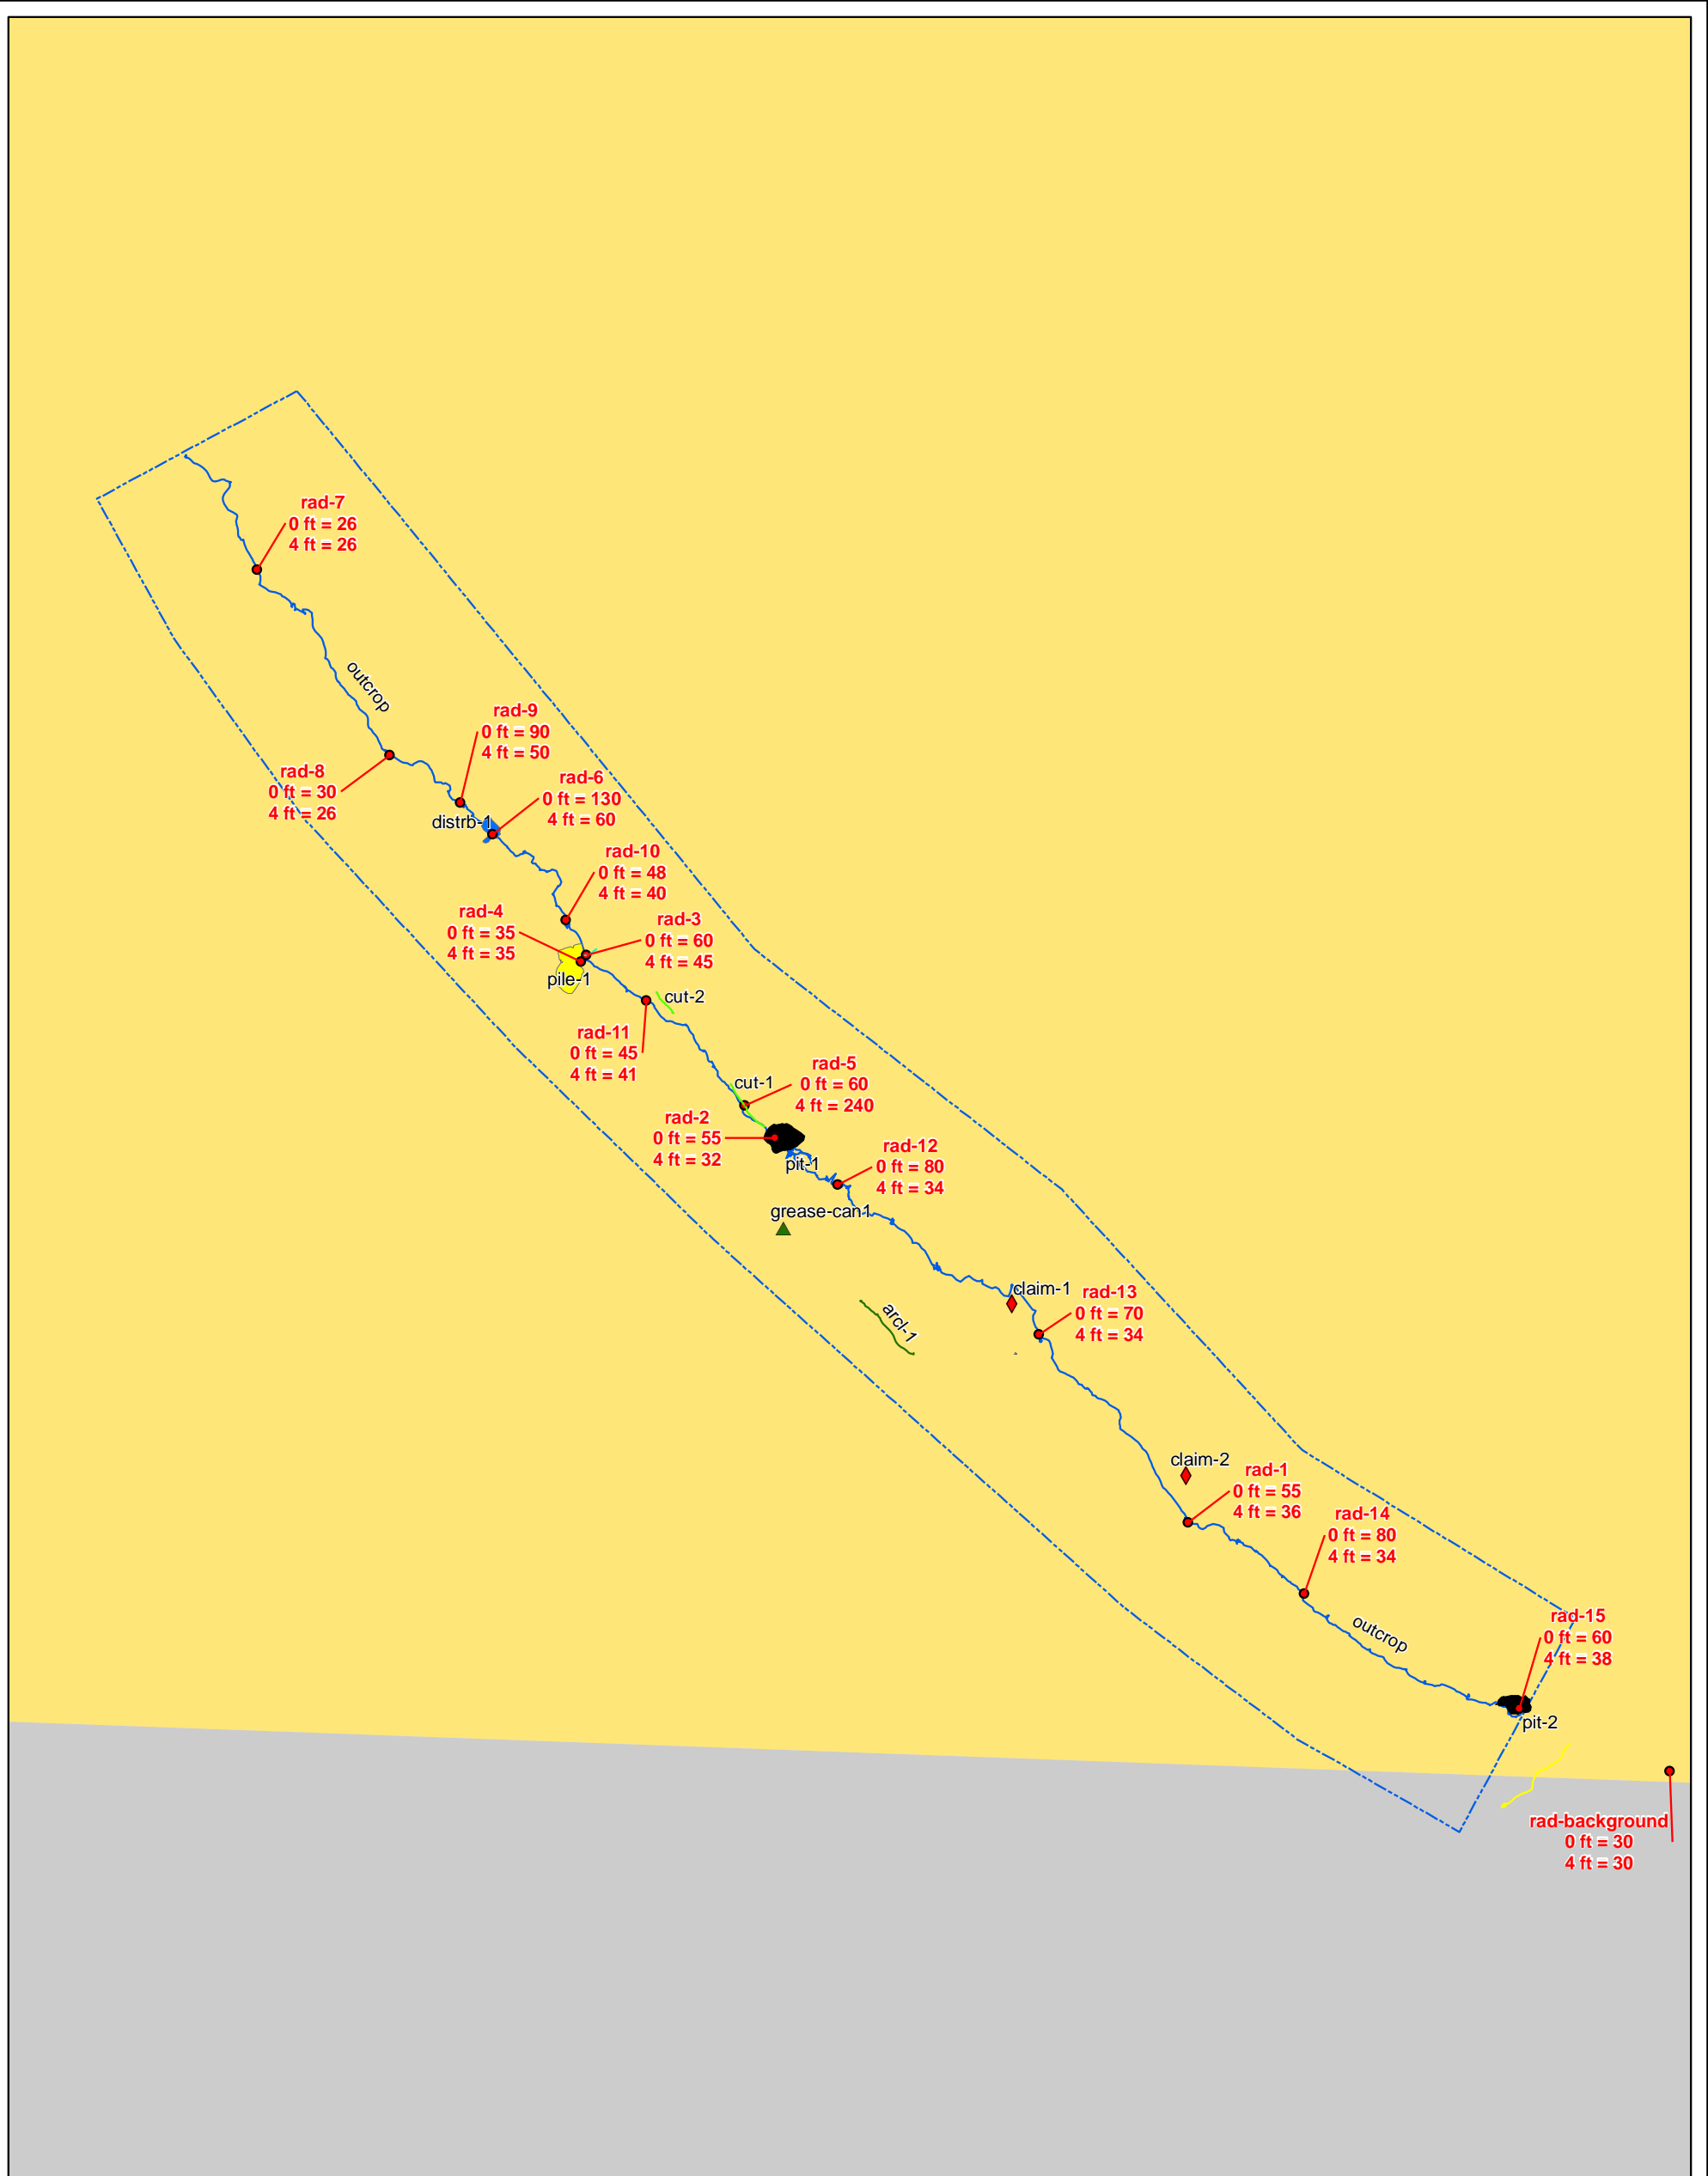 rad-7
0 ft = 26
4 ft = 26
outcrop
rad-9
0 ft = 90
4 ft = 50
rad-8
0 ft = 30
4 ft = 26
rad-6
0 ft = 130
4 ft = 60
distrb-1
rad-10
0 ft = 48
4 ft = 40
rad-4
0 ft = 35
4 ft = 35
rad-3
0 ft = 60
4 ft = 45
pile-1
cut-2
rad-11
0 ft = 45
4 ft = 41
cut-1
rad-5
0 ft = 60
4 ft = 240
rad-2
0 ft = 55
4 ft = 32
pit-1
rad-12
0 ft = 80
4 ft = 34
grease-can1
claim-1
rad-13
0 ft = 70
4 ft = 34
arcl-1
claim-2
rad-1
0 ft = 55
4 ft = 36
rad-14
0 ft = 80
4 ft = 34
outcrop
rad-15
0 ft = 60
4 ft = 38
pit-2
rad-background
0 ft = 30
4 ft = 30